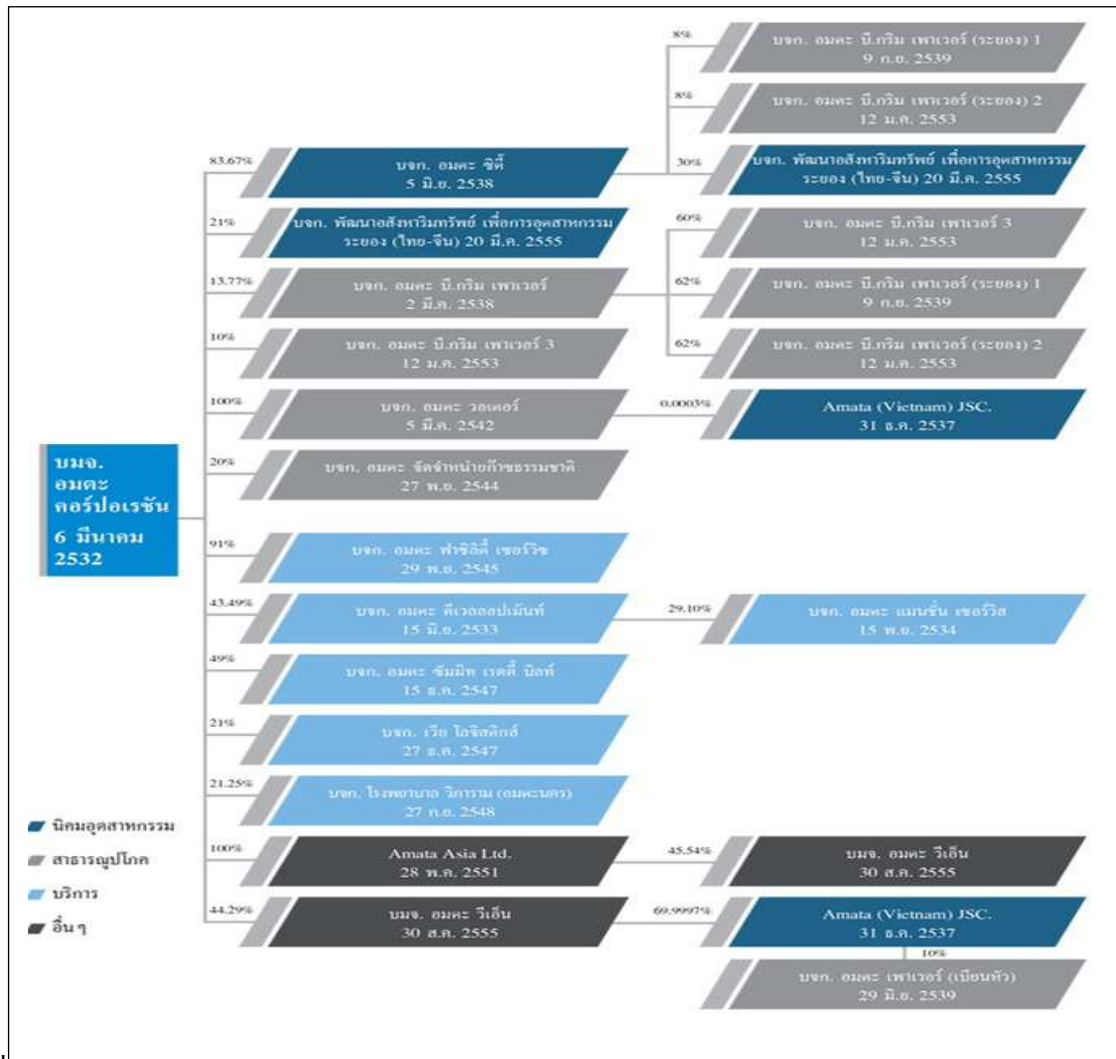 บมจ.
อมตะ
คอร์ปอเรชัน
6 มีนาคม
2532
83.67%
บจก. อมตะ ซิตี้
5 มิ.ย. 2538
8%
บจก. อมตะ บี.กริม เพาเวอร์ (ระยอง) 1
9 ก.ย. 2539
8%
บจก. อมตะ บี.กริม เพาเวอร์ (ระยอง) 2
12 ม.ค. 2553
30%
บจก. พัฒนาอสังหาริมทรัพย์ เพื่อการอุตสาหกรรม
ระยอง (ไทย-จีน) 20 มี.ค. 2555
21%
บจก. พัฒนาอสังหาริมทรัพย์ เพื่อการอุตสาหกรรม
ระยอง (ไทย-จีน) 20 มี.ค. 2555
13.77%
บจก. อมตะ บี.กริม เพาเวอร์
2 มี.ค. 2538
60%
บจก. อมตะ บี.กริม เพาเวอร์ 3
12 ม.ค. 2553
62%
บจก. อมตะ บี.กริม เพาเวอร์ (ระยอง) 1
9 ก.ย. 2539
62%
บจก. อมตะ บี.กริม เพาเวอร์ (ระยอง) 2
12 ม.ค. 2553
10%
บจก. อมตะ บี.กริม เพาเวอร์ 3
12 ม.ค. 2553
100%
บจก. อมตะ วอเตอร์
5 มี.ค. 2542
0.0003%
Amata (Vietnam) JSC.
31 ธ.ค. 2537
20%
บจก. อมตะ จัดจำหน่ายก๊าซธรรมชาติ
27 พ.ย. 2544
91%
บจก. อมตะ ฟาซิลิตี้ เซอร์วิช
29 พ.ย. 2545
43.49%
บจก. อมตะ ดีเวลลอปเม้นท์
15 มิ.ย. 2533
29.10%
บจก. อมตะ แมนชั่น เซอร์วิส
15 พ.ย. 2534
49%
บจก. อมตะ ซัมมิท เรดดี้ บิลท์
15 ธ.ค. 2547
21%
บจก. เวีย โลจิสติกส์
27 ธ.ค. 2547
21.25%
บจก. โรงพยาบาล วิภาราม (อมตะนคร)
27 ก.ย. 2548
100%
Amata Asia Ltd.
28 พ.ค. 2551
45.54%
บมจ. อมตะ วีเอ็น
30 ส.ค. 2555
44.29%
บมจ. อมตะ วีเอ็น
30 ส.ค. 2555
69.9997%
Amata (Vietnam) JSC.
31 ธ.ค. 2537
10%
บจก. อมตะ เพาเวอร์ (เบียนหัว)
29 มิ.ย. 2539
นิคมอุตสาหกรรม
สาธารณูปโภค
บริการ
อื่น ๆ